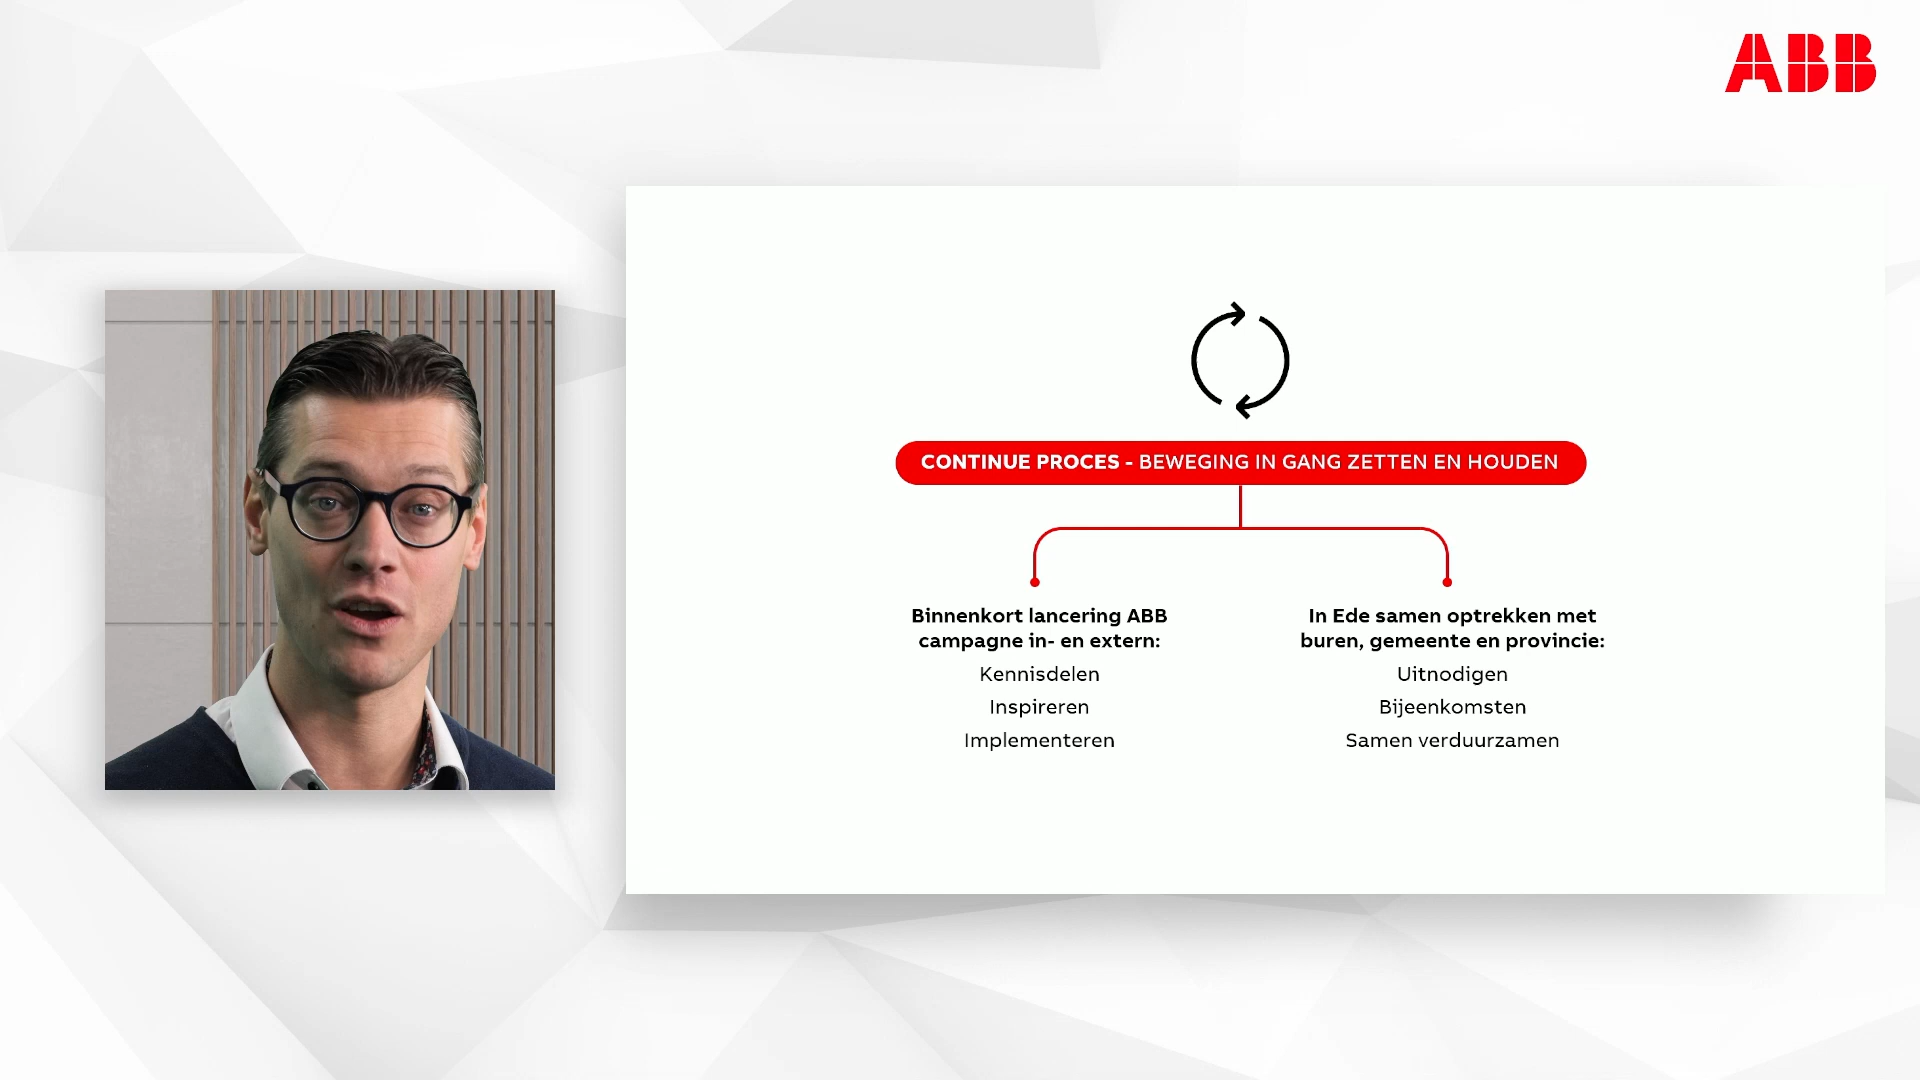 ABB
CONTINUE PROCES - BEWEGING IN GANG ZETTEN EN HOUDEN
Binnenkort lancering ABB
campagne in- en extern:
Kennisdelen
Inspireren
Implementeren
In Ede samen optrekken met
buren, gemeente en provincie:
Uitnodigen
Bijeenkomsten
Samen verduurzamen